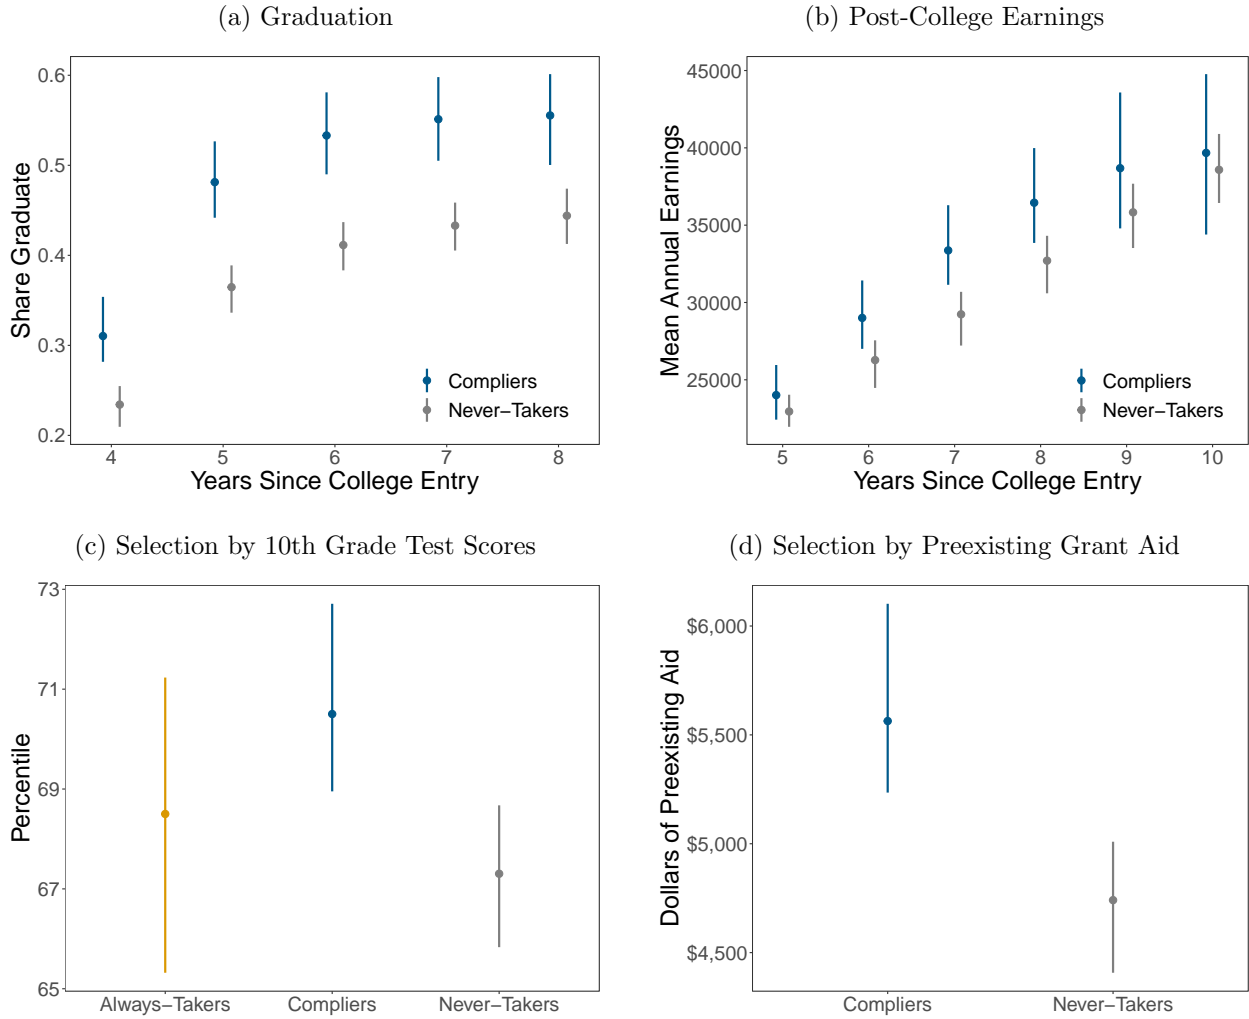 (a) Graduation
0.6
0.5
0.4
0.3
0.2
Share Graduate
Compliers
Never−Takers
4 5 6 7 8
Years Since College Entry
(b) Post-College Earnings
45000
40000
35000
30000
25000
Mean Annual Earnings
Compliers
Never−Takers
5 6 7 8 9 10
Years Since College Entry
(c) Selection by 10th Grade Test Scores
73
71
69
67
65
Percentile
Always−Takers Compliers Never−Takers
(d) Selection by Preexisting Grant Aid
$6,000
$5,500
$5,000
$4,500
Dollars of Preexisting Aid
Compliers Never−Takers